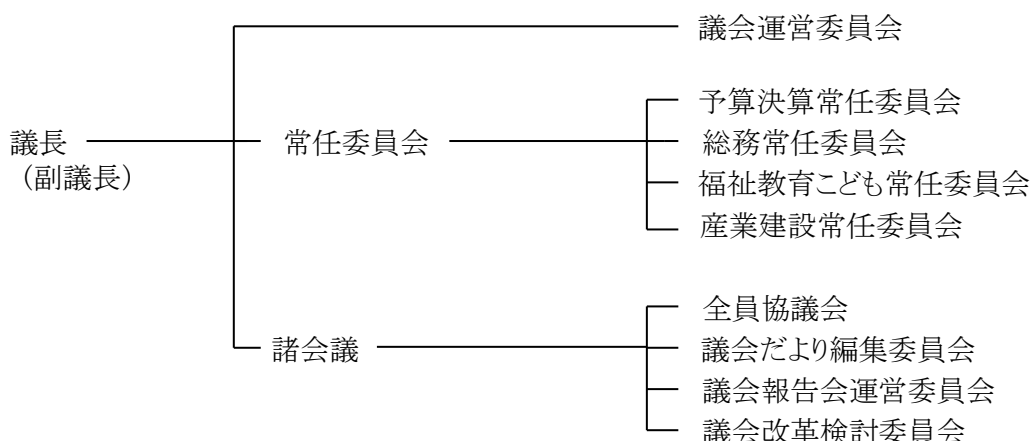 議会運営委員会
予算決算常任委員会
議長
常任委員会
総務常任委員会
（副議長）
福祉教育こども常任委員会
産業建設常任委員会
全員協議会
諸会議
議会だより編集委員会
議会報告会運営委員会
議会改革検討委員会